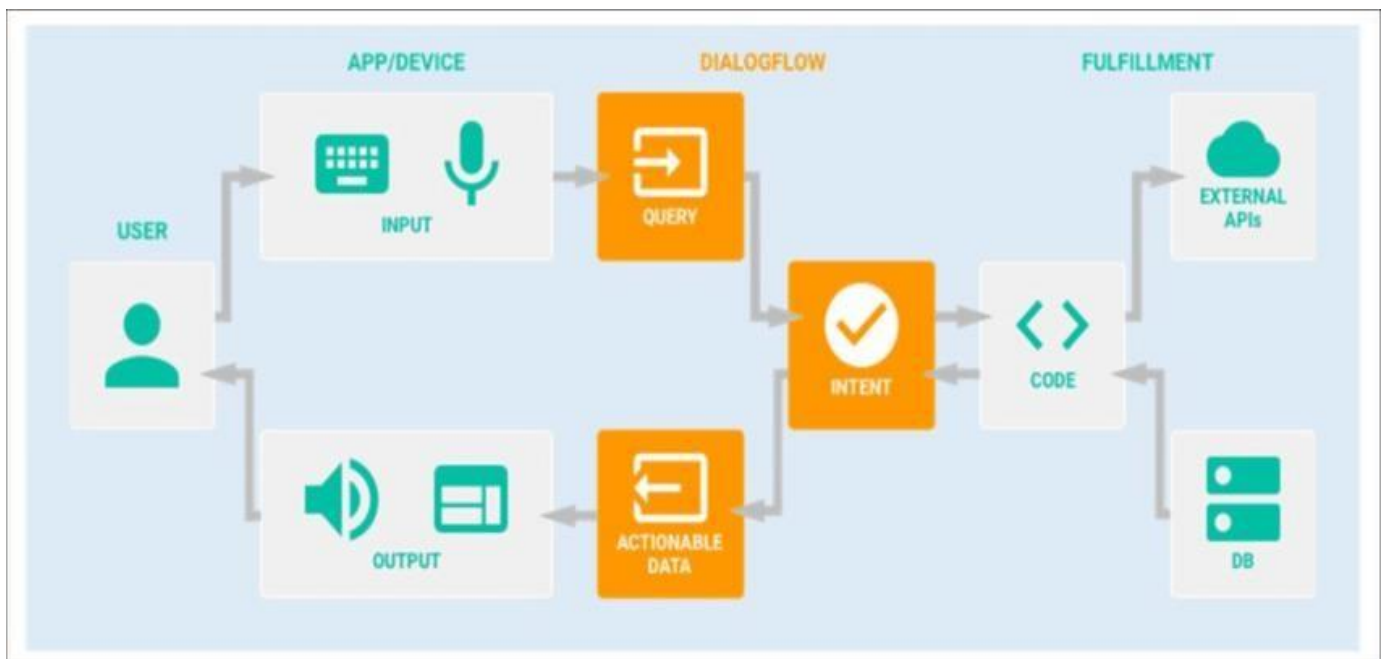 APP/DEVICE
DIALOGFLOW
FULFILLMENT
USER
INPUT
QUERY
EXTERNAL
APIs
INTENT
CODE
OUTPUT
ACTIONABLE
DATA
DB